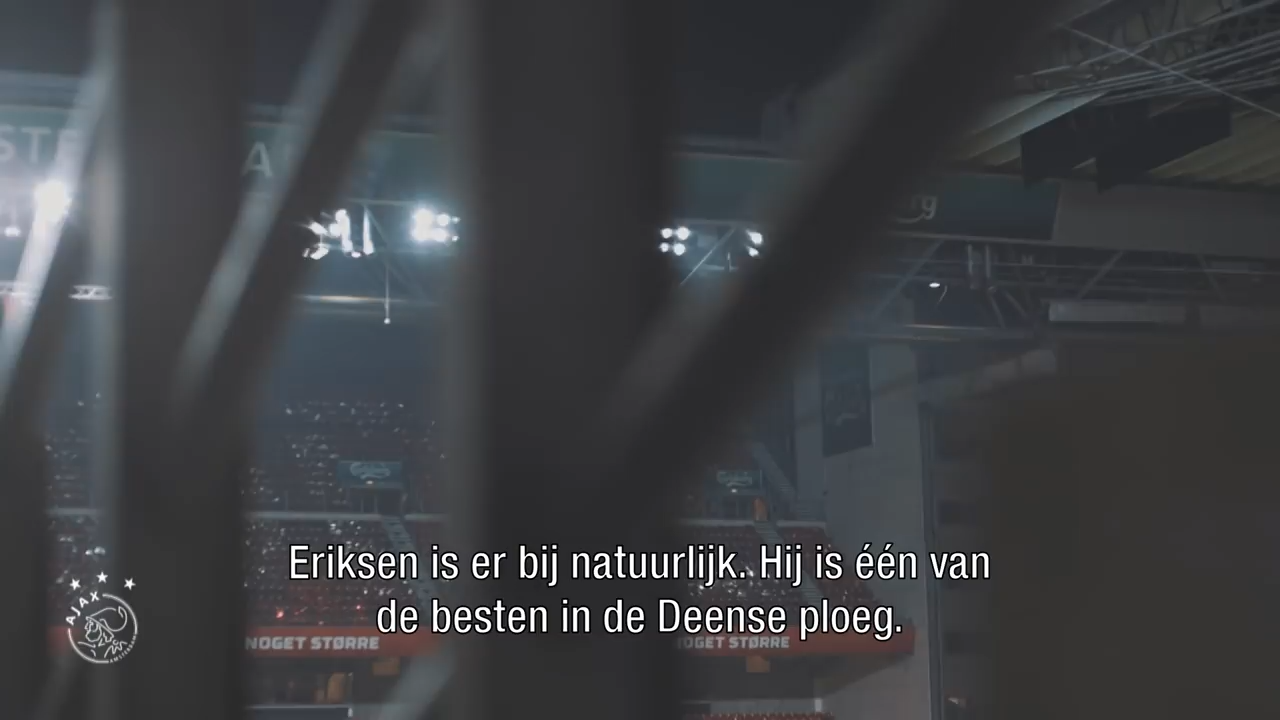 Eriksen is er bij natuurlijk. Hij is één van
de besten in de Deense ploeg.
NOGET STØRRE
NOGET STØRRE
AJAX
AMSTERDAM